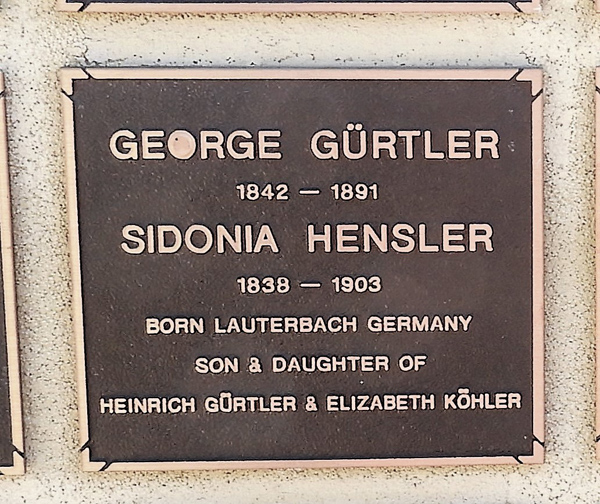 GEORGE GÜRTLER
1842 — 1891
SIDONIA HENSLER
1838 — 1903
BORN LAUTERBACH GERMANY
SON & DAUGHTER OF
HEINRICH GÜRTLER & ELIZABETH KÖHLER